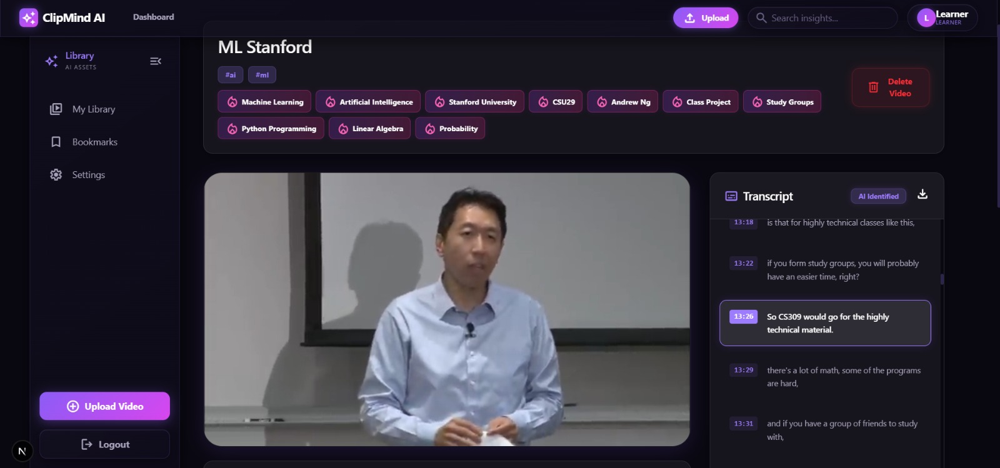 ClipMind AI
Dashboard
Upload
Search insights...
L
Learner
LEARNER
Library
AI ASSETS
My Library
Bookmarks
Settings
Upload Video
Logout
N
ML Stanford
#ai
#ml
Machine Learning
Artificial Intelligence
Stanford University
CSU29
Andrew Ng
Class Project
Study Groups
Python Programming
Linear Algebra
Probability
Delete
Video
Transcript
AI Identified
13:18
is that for highly technical classes like this,
13:22
if you form study groups, you will probably
have an easier time, right?
13:26
So CS309 would go for the highly
technical material.
13:29
there's a lot of math, some of the programs
are hard,
13:31
and if you have a group of friends to study
with,